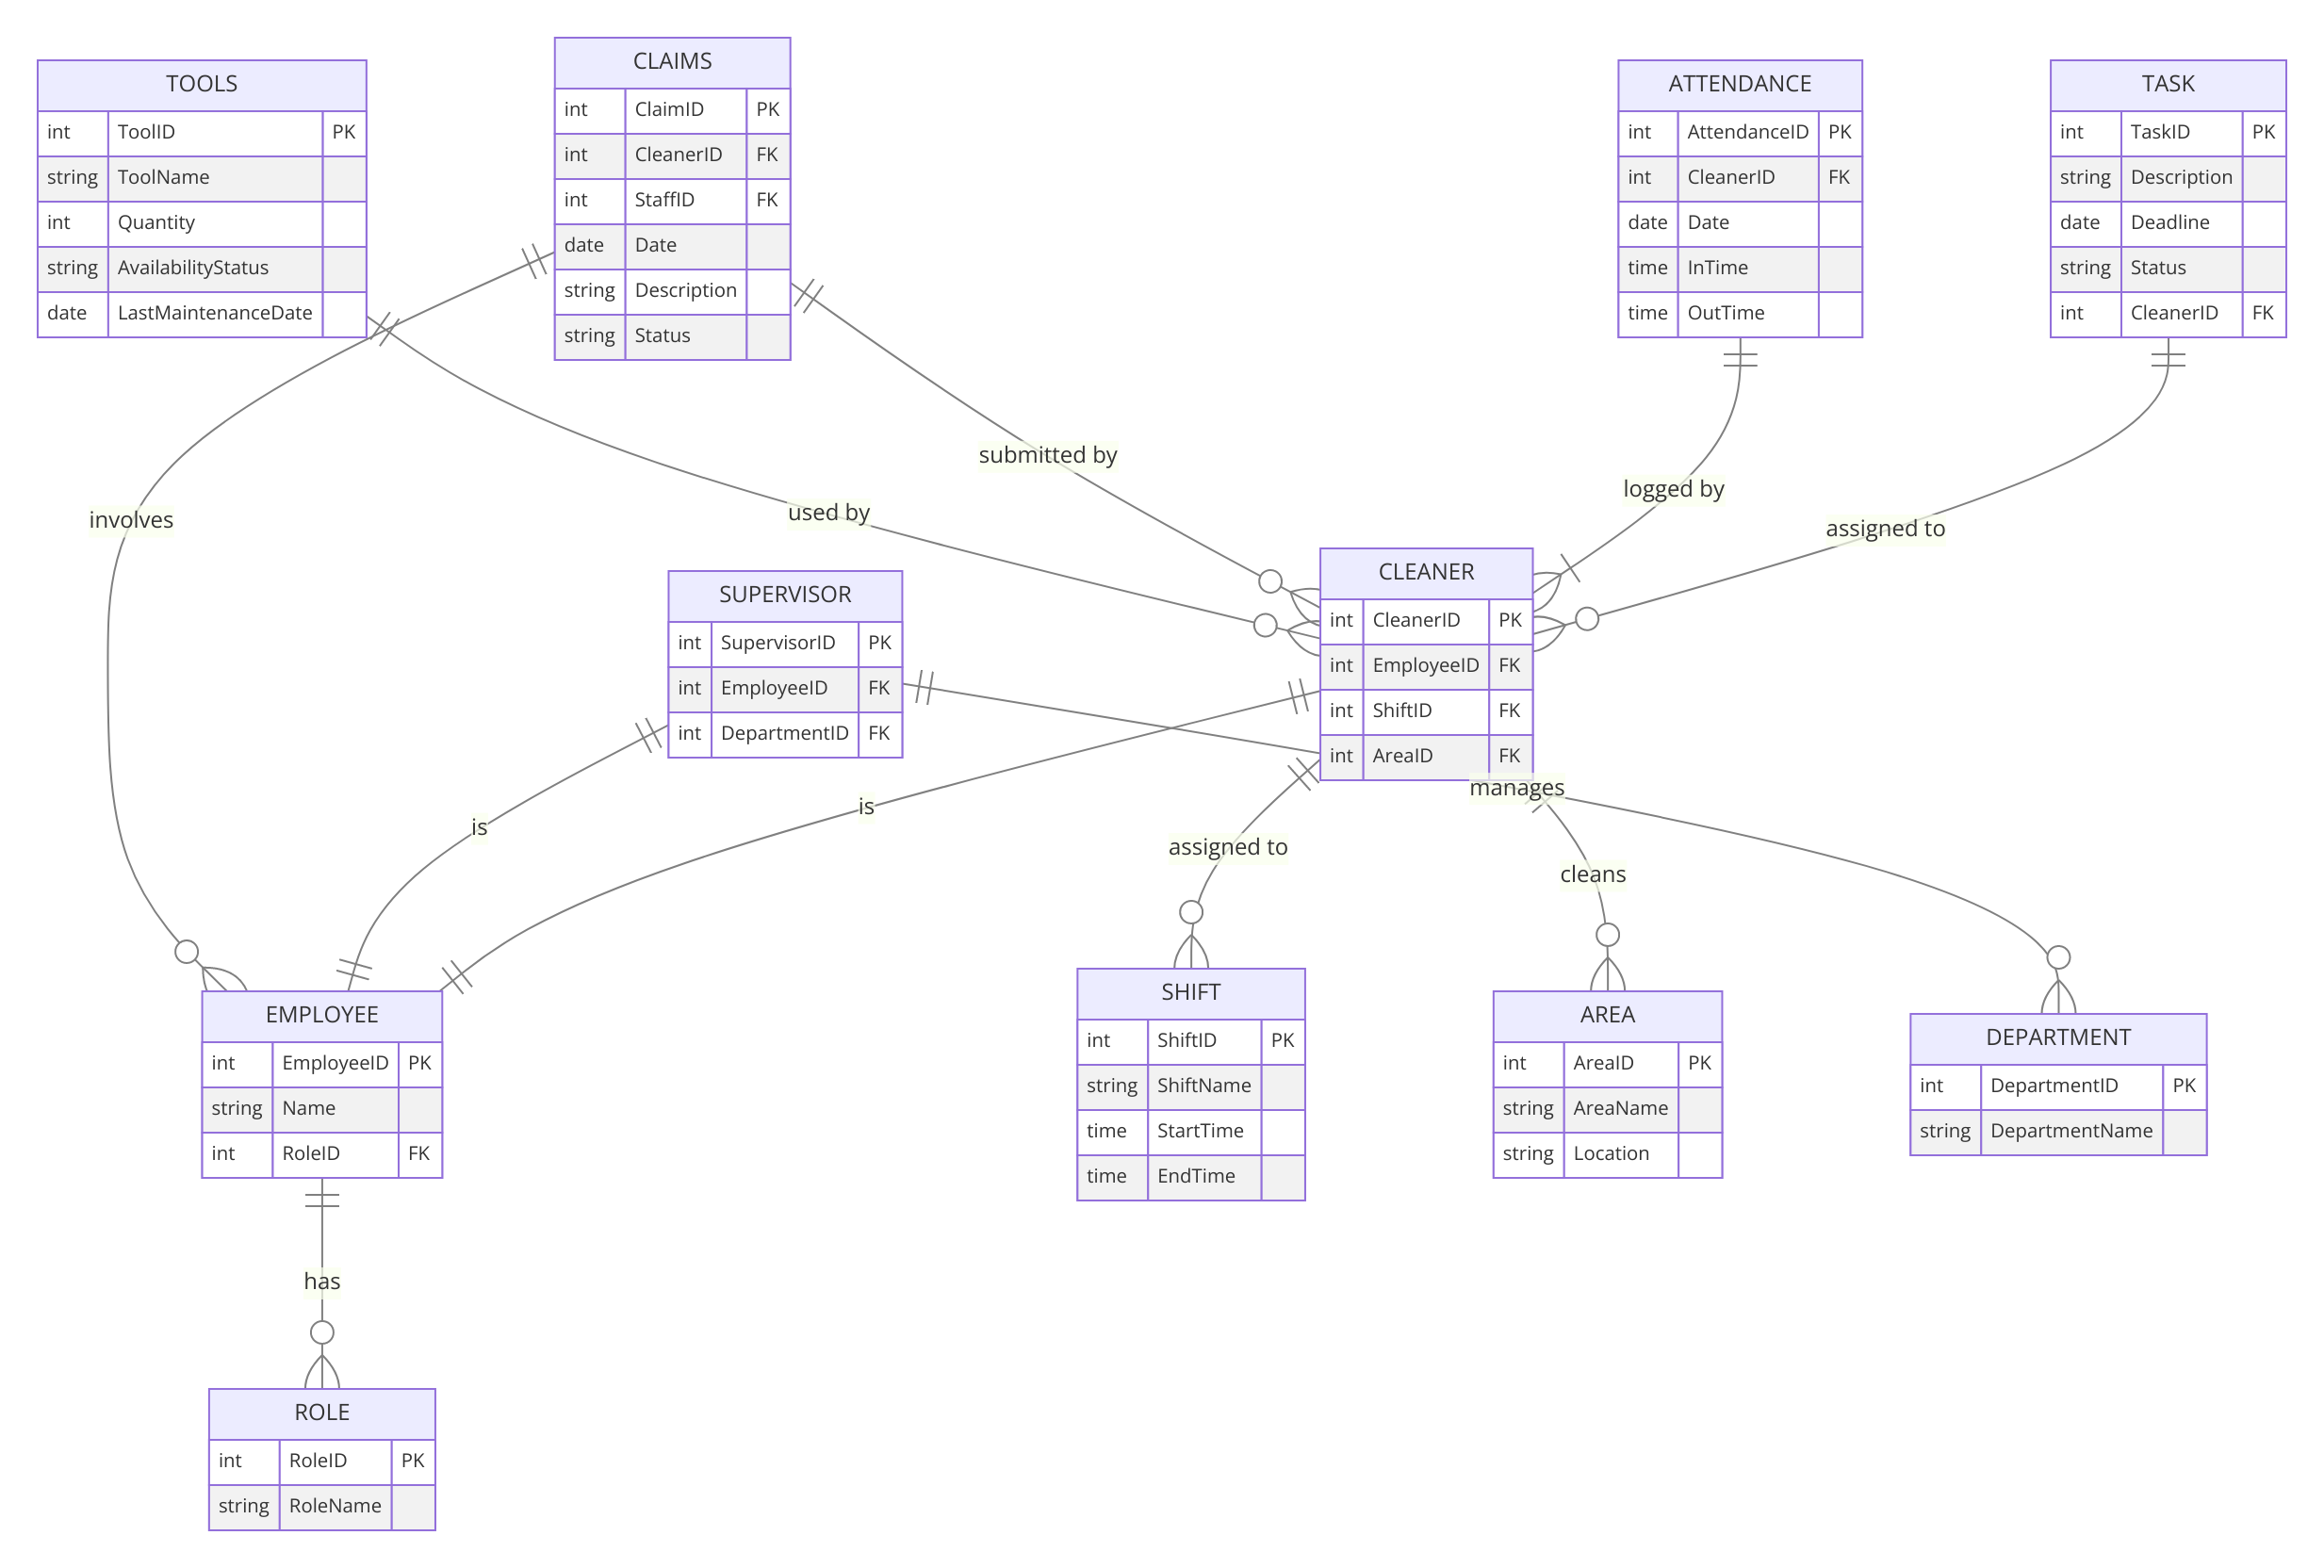 TOOLS
int ToolID PK
string ToolName
int Quantity
string AvailabilityStatus
date LastMaintenanceDate
CLAIMS
int ClaimID PK
int CleanerID FK
int StaffID FK
date Date
string Description
string Status
ATTENDANCE
int AttendanceID PK
int CleanerID FK
date Date
time InTime
time OutTime
TASK
int TaskID PK
string Description
date Deadline
string Status
int CleanerID FK
submitted by
logged by
involves
used by
assigned to
SUPERVISOR
int SupervisorID PK
int EmployeeID FK
int DepartmentID FK
CLEANER
int CleanerID PK
int EmployeeID FK
int ShiftID FK
int AreaID FK
manages
is
is
assigned to
cleans
EMPLOYEE
int EmployeeID PK
string Name
int RoleID FK
SHIFT
int ShiftID PK
string ShiftName
time StartTime
time EndTime
AREA
int AreaID PK
string AreaName
string Location
DEPARTMENT
int DepartmentID PK
string DepartmentName
has
ROLE
int RoleID PK
string RoleName